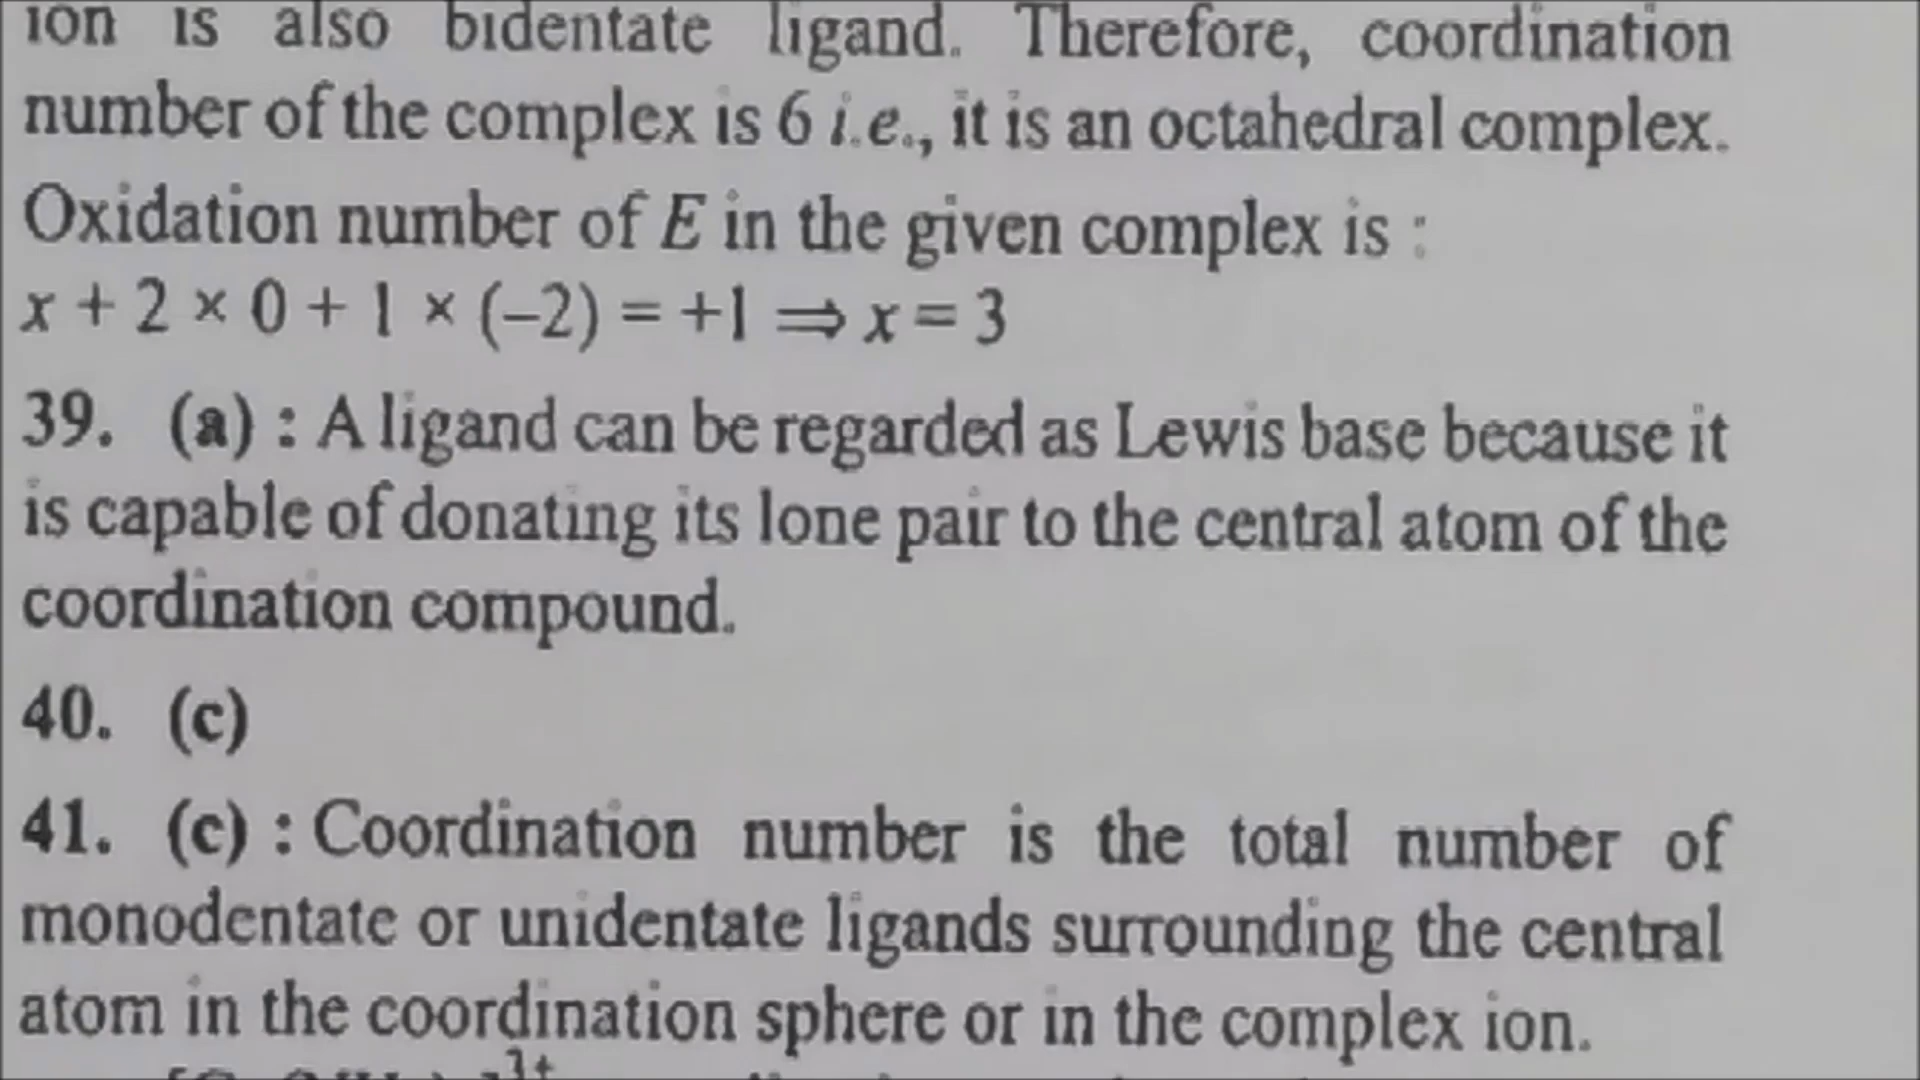 ion is also bidentate ligand. Therefore, coordination
number of the complex is 6 i.e., it is an octahedral complex.
Oxidation number of E in the given complex is :
x + 2 × 0 + 1 × (–2) = +1 ⟹ x = 3
39. (a) : A ligand can be regarded as Lewis base because it
is capable of donating its lone pair to the central atom of the
coordination compound.
40. (c)
41. (c) : Coordination number is the total number of
monodentate or unidentate ligands surrounding the central
atom in the coordination sphere or in the complex ion.